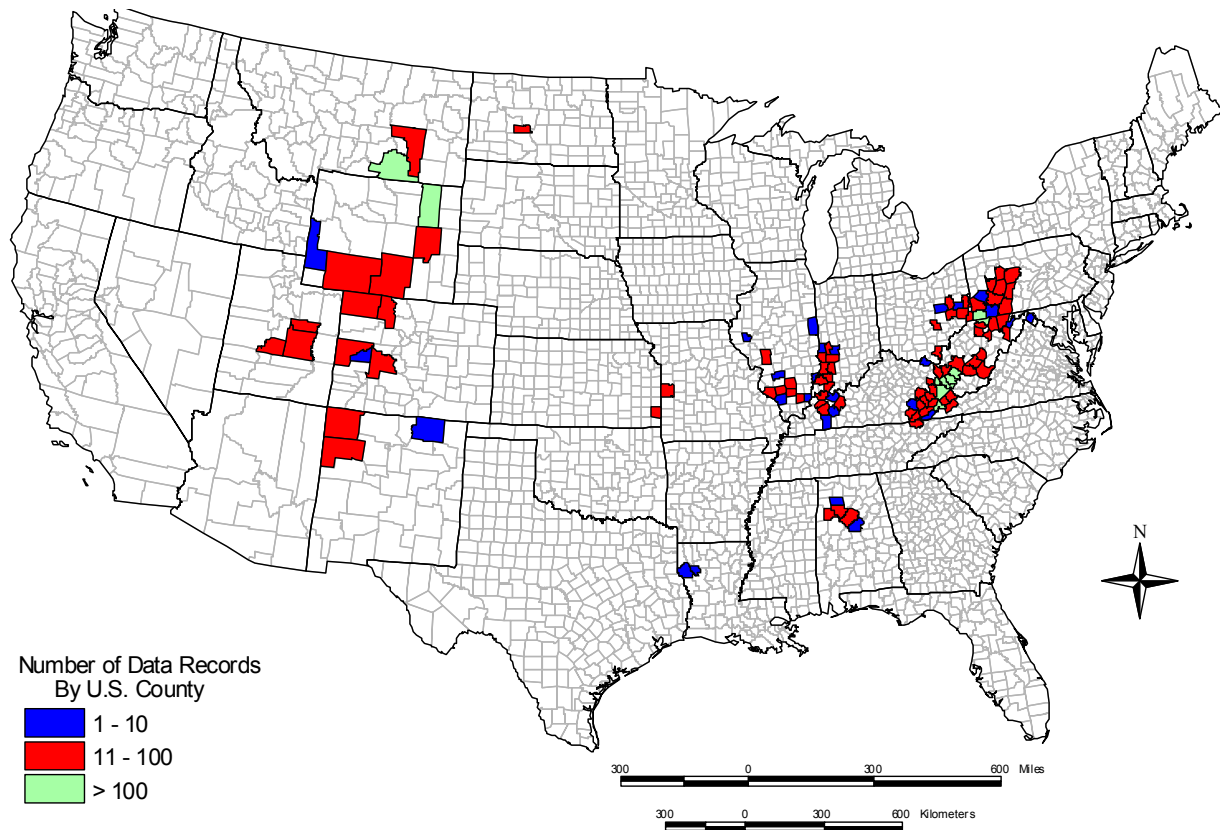 N
Number of Data Records
By U.S. County
1 - 10
11 - 100
> 100
300 0 300 600 Miles
300 0 300 600 Kilometers